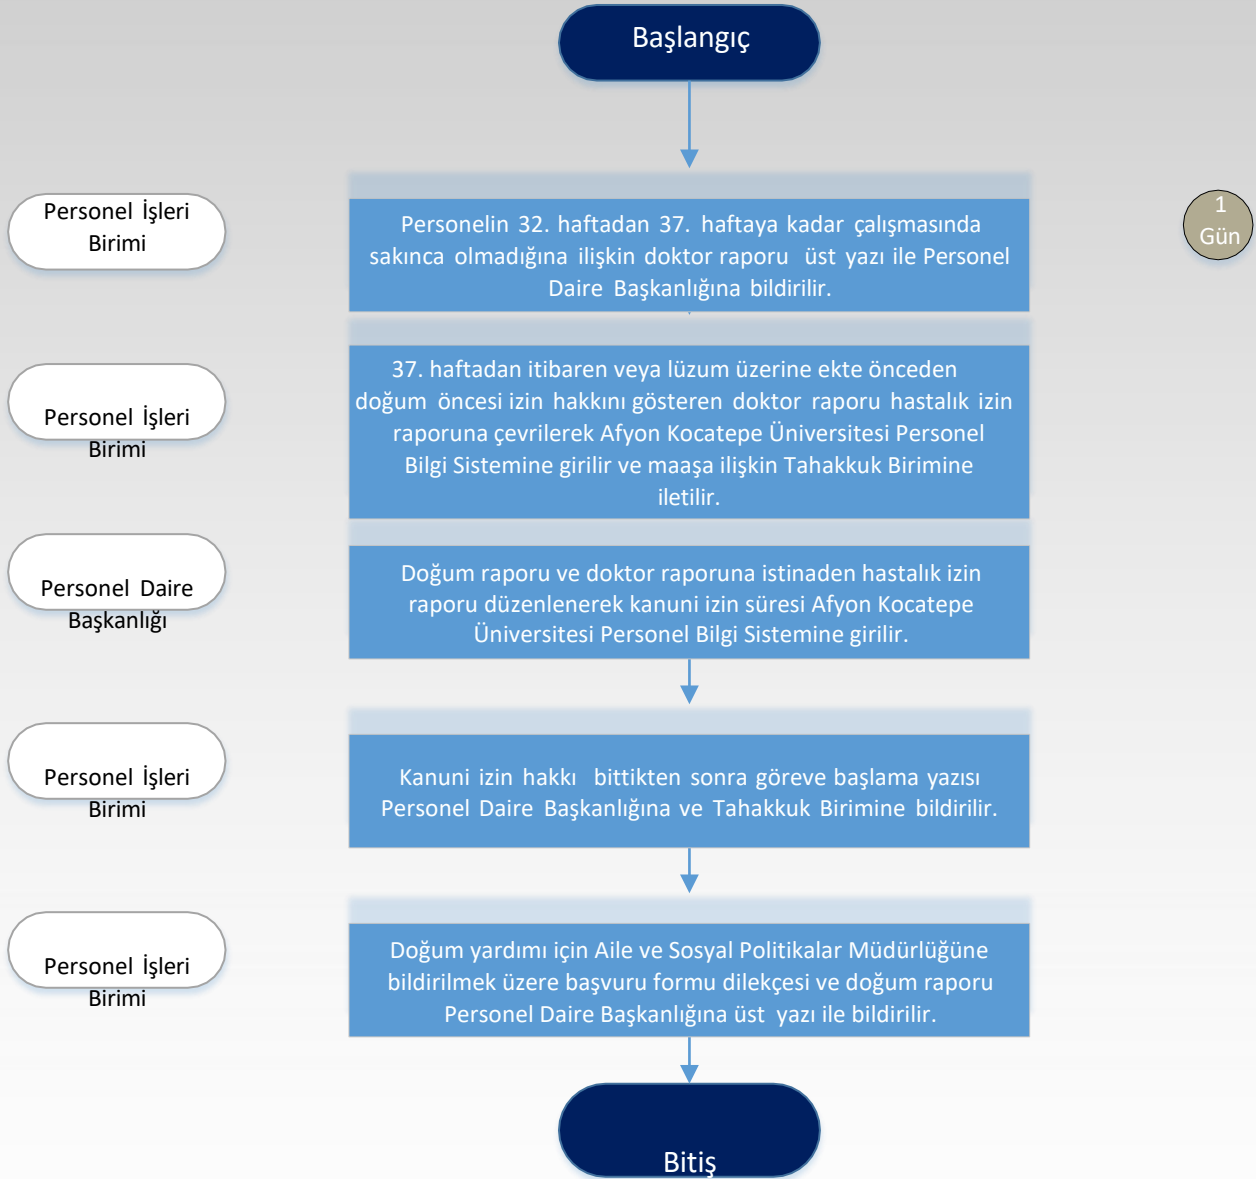 Başlangıç
Personel İşleri
Birimi
Personelin 32. haftadan 37. haftaya kadar çalışmasında
sakınca olmadığına ilişkin doktor raporu üst yazı ile Personel
Daire Başkanlığına bildirilir.
1
Gün
Personel İşleri
Birimi
37. haftadan itibaren veya lüzum üzerine ekte önceden
doğum öncesi izin hakkını gösteren doktor raporu hastalık izin
raporuna çevrilerek Afyon Kocatepe Üniversitesi Personel
Bilgi Sistemine girilir ve maaşa ilişkin Tahakkuk Birimine
iletilir.
Personel Daire
Başkanlığı
Doğum raporu ve doktor raporuna istinaden hastalık izin
raporu düzenlenerek kanuni izin süresi Afyon Kocatepe
Üniversitesi Personel Bilgi Sistemine girilir.
Personel İşleri
Birimi
Kanuni izin hakkı bittikten sonra göreve başlama yazısı
Personel Daire Başkanlığına ve Tahakkuk Birimine bildirilir.
Personel İşleri
Birimi
Doğum yardımı için Aile ve Sosyal Politikalar Müdürlüğüne
bildirilmek üzere başvuru formu dilekçesi ve doğum raporu
Personel Daire Başkanlığına üst yazı ile bildirilir.
Bitiş